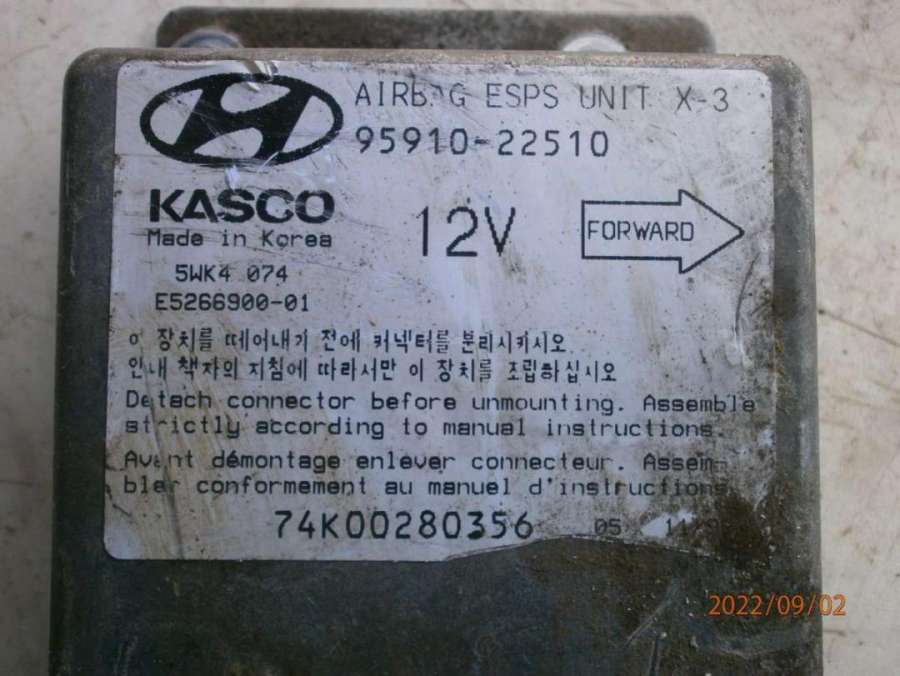 AIRBAG ESPS UNIT X-3
95910-22510
KASCO
Made in Korea
12V
FORWARD
5WK4 074
E5266900-01
이 장치를 떼어내기 전에 커넥터를 분리시키시오
안내 책자의 지침에 따라서만 이 장치를 조립하십시오
Detach connector before unmounting. Assemble
strictly according to manual instructions.
Avant démontage enlever connecteur. Assem-
bler conformement au manuel d'instructions
74K00280356 05
2022/09/02